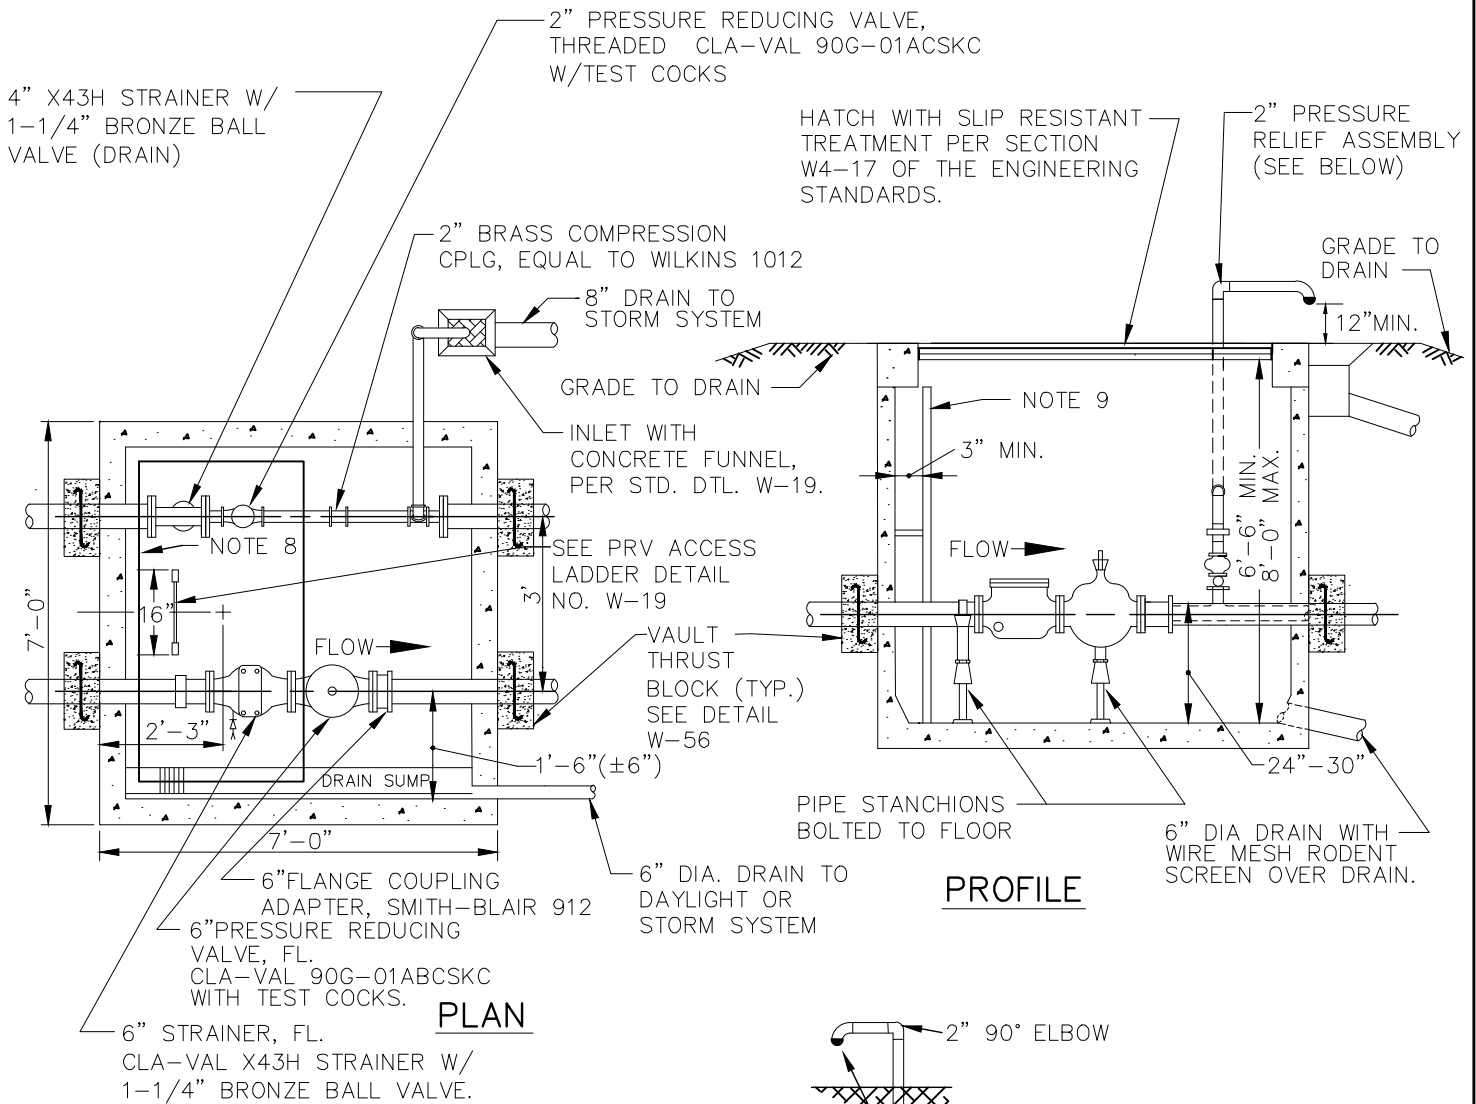 2” PRESSURE REDUCING VALVE,
THREADED CLA-VAL 90G-01ACSKC
W/TEST COCKS
4” X43H STRAINER W/
1-1/4” BRONZE BALL
VALVE (DRAIN)
HATCH WITH SLIP RESISTANT
TREATMENT PER SECTION
W4-17 OF THE ENGINEERING
STANDARDS.
2” PRESSURE
RELIEF ASSEMBLY
(SEE BELOW)
2” BRASS COMPRESSION
CPLG, EQUAL TO WILKINS 1012
8” DRAIN TO
STORM SYSTEM
GRADE TO
DRAIN
12”MIN.
GRADE TO DRAIN
NOTE 9
INLET WITH
CONCRETE FUNNEL,
PER STD. DTL. W-19.
3” MIN.
6’-6” MIN.
8’-0” MAX.
NOTE 8
SEE PRV ACCESS
LADDER DETAIL
NO. W-19
FLOW
7’-0”
16”
3’
FLOW
VAULT
THRUST
BLOCK (TYP.)
SEE DETAIL
W-56
2’-3”
1’-6”(±6”)
24”-30”
DRAIN SUMP
7’-0”
PIPE STANCHIONS
BOLTED TO FLOOR
6” DIA DRAIN WITH
WIRE MESH RODENT
SCREEN OVER DRAIN.
6”FLANGE COUPLING
ADAPTER, SMITH-BLAIR 912
6” DIA. DRAIN TO
DAYLIGHT OR
STORM SYSTEM
PROFILE
6”PRESSURE REDUCING
VALVE, FL.
CLA-VAL 90G-01ABCSKC
WITH TEST COCKS.
PLAN
6” STRAINER, FL.
CLA-VAL X43H STRAINER W/
1-1/4” BRONZE BALL VALVE.
2” 90° ELBOW